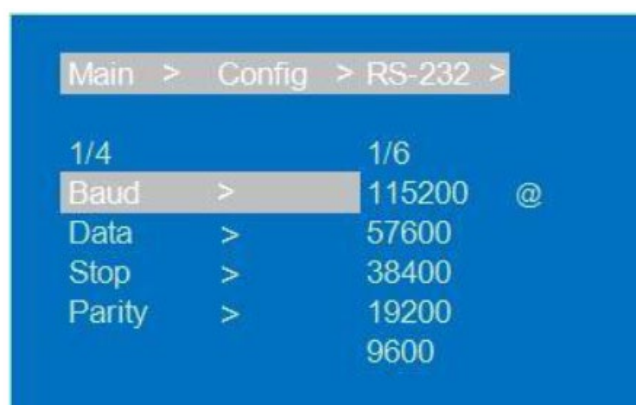 Main > Config > RS-232 >
1/4 1/6
Baud > 115200 @
Data > 57600
Stop > 38400
Parity > 19200
9600